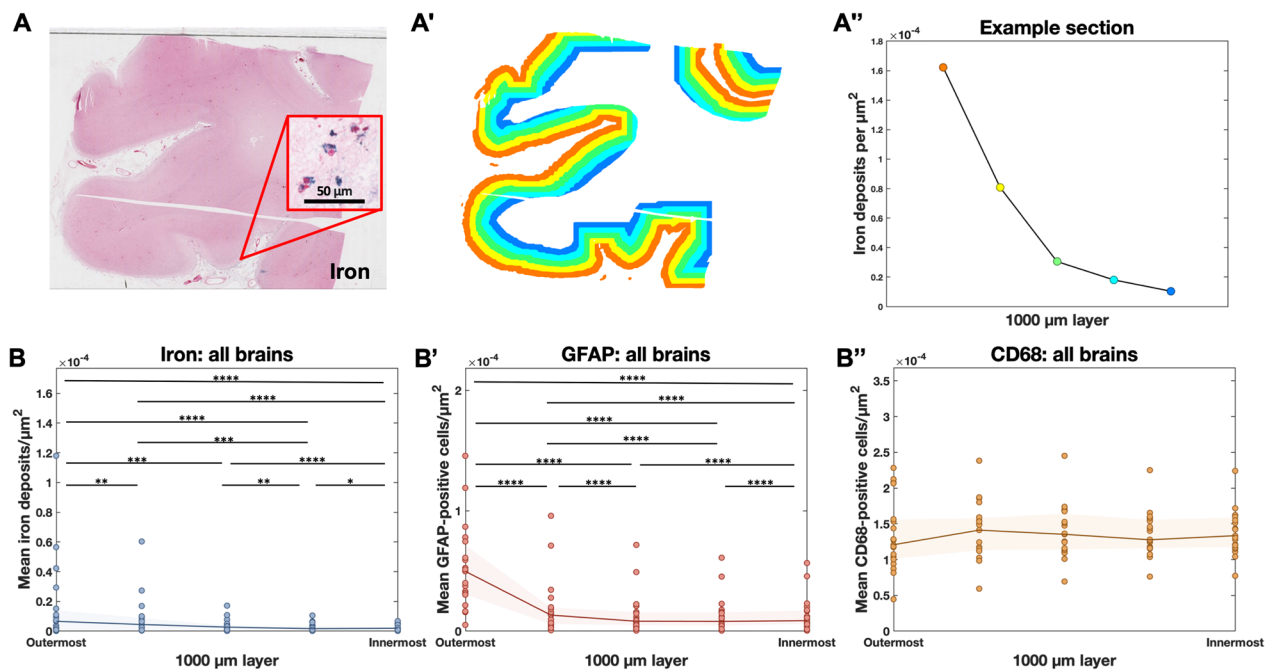 A
50 µm
Iron
A'
A"
Example section
×10⁻⁴
Iron deposits per µm²
1.8
1.6
1.4
1.2
1
0.8
0.6
0.4
0.2
0
1000 µm layer
B
Iron: all brains
×10⁻⁴
Mean iron deposits/µm²
1.6
1.4
1.2
1
0.8
0.6
0.4
0.2
0
****
****
****
***
*** ****
** ** *
Outermost Innermost
1000 µm layer
B'
GFAP: all brains
×10⁻⁴
Mean GFAP-positive cells/µm²
2
1
0
****
****
****
****
**** ****
**** **** ****
Outermost Innermost
1000 µm layer
B"
CD68: all brains
×10⁻⁴
Mean CD68-positive cells/µm²
3.5
3
2.5
2
1.5
1
0.5
0
Outermost Innermost
1000 µm layer